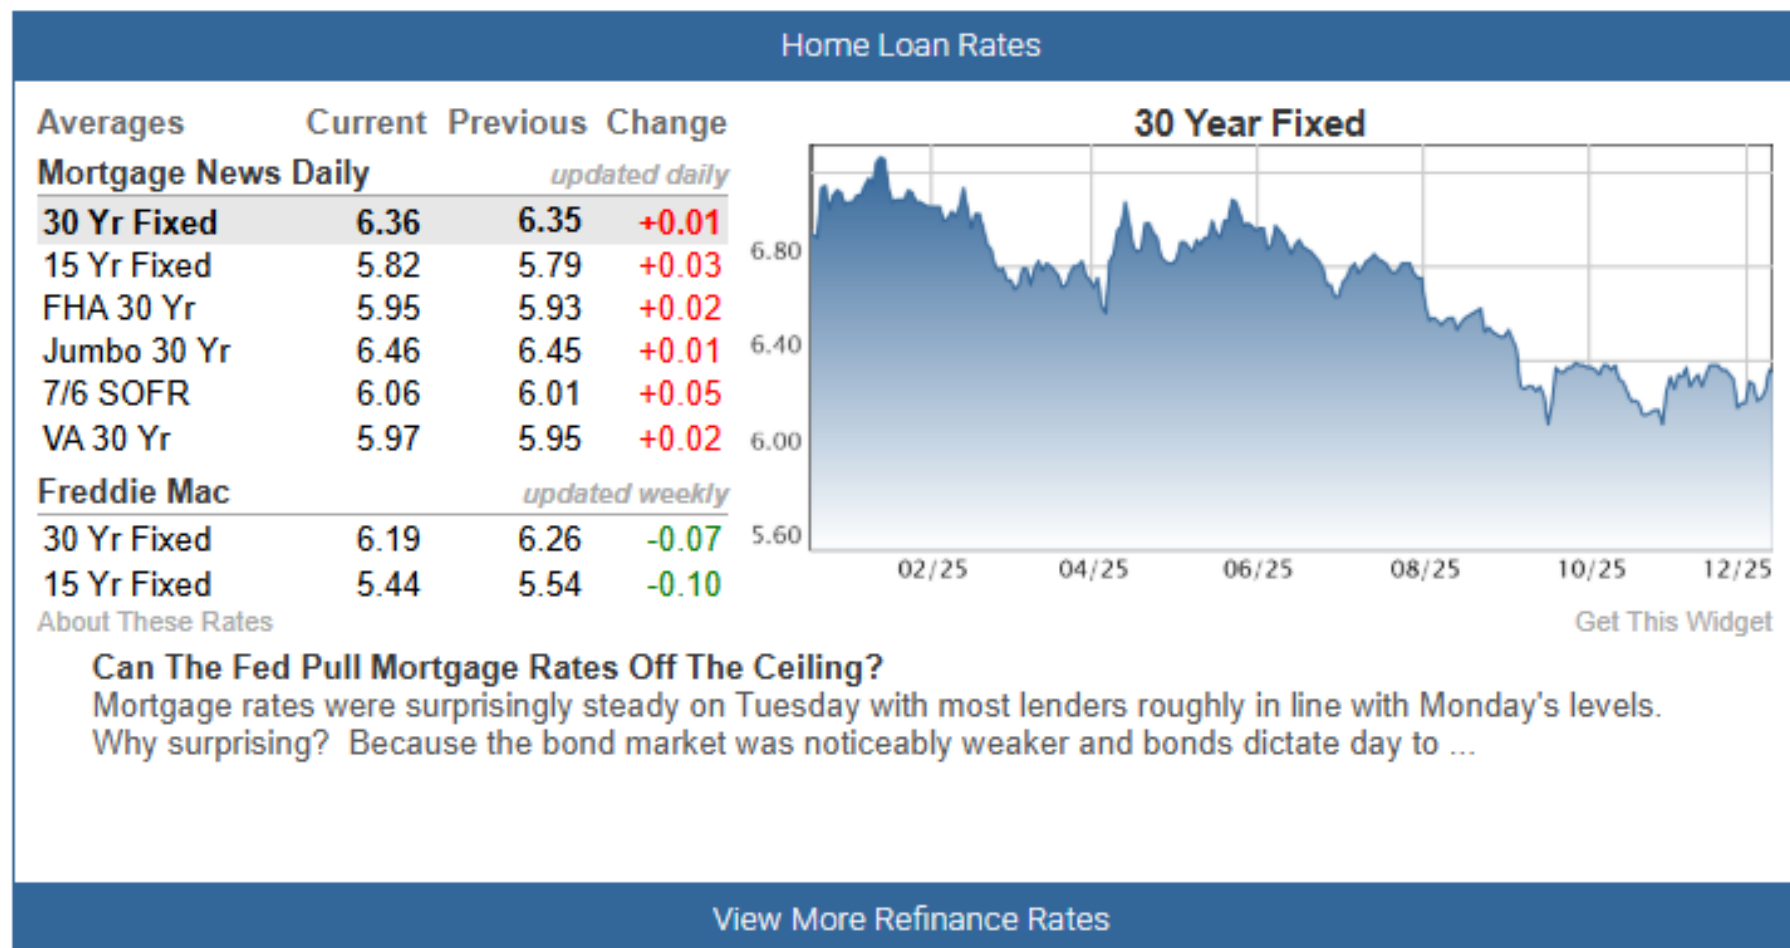 Home Loan Rates
Averages Current Previous Change
Mortgage News Daily updated daily
30 Yr Fixed 6.36 6.35 +0.01
15 Yr Fixed 5.82 5.79 +0.03
FHA 30 Yr 5.95 5.93 +0.02
Jumbo 30 Yr 6.46 6.45 +0.01
7/6 SOFR 6.06 6.01 +0.05
VA 30 Yr 5.97 5.95 +0.02
Freddie Mac updated weekly
30 Yr Fixed 6.19 6.26 -0.07
15 Yr Fixed 5.44 5.54 -0.10
About These Rates
30 Year Fixed
6.80
6.40
6.00
5.60
02/25 04/25 06/25 08/25 10/25 12/25
Get This Widget
Can The Fed Pull Mortgage Rates Off The Ceiling?
Mortgage rates were surprisingly steady on Tuesday with most lenders roughly in line with Monday's levels.
Why surprising? Because the bond market was noticeably weaker and bonds dictate day to ...
View More Refinance Rates